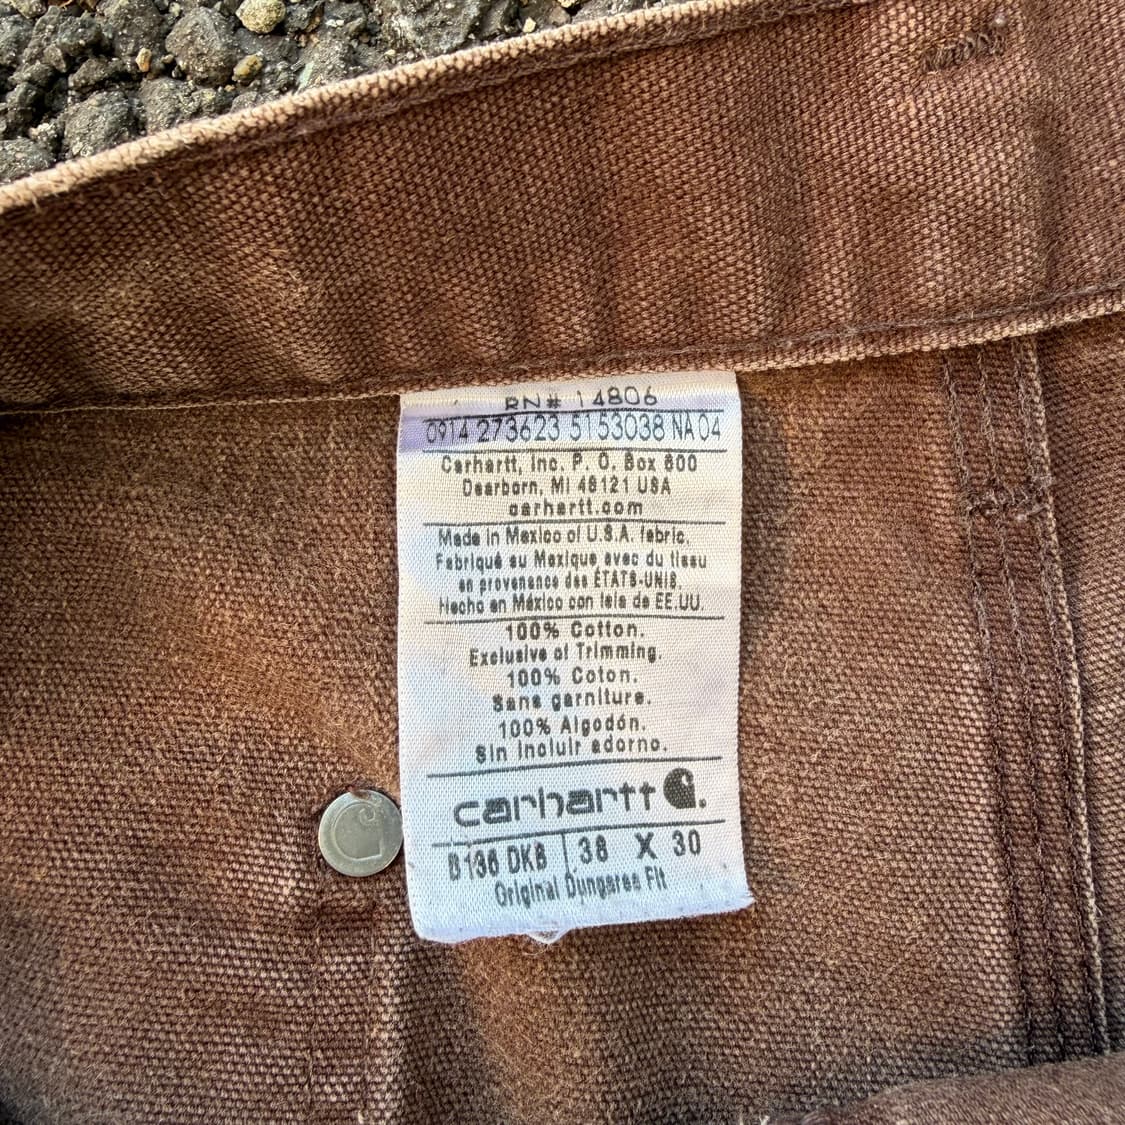 RN# 14806
0914 273623 5153038 NA 04
Carhartt, Inc. P. O. Box 600
Dearborn, MI 48121 USA
carhartt.com
Made in Mexico of U.S.A. fabric.
Fabriqué au Mexique avec du tissu
en provenance des ÉTATS-UNIS.
Hecho en México con tela de EE.UU.
100% Cotton.
Exclusive of Trimming.
100% Coton.
Sans garniture.
100% Algodón.
Sin incluir adorno.
carhartt
B136 DKB 38 X 30
Original Dungaree Fit